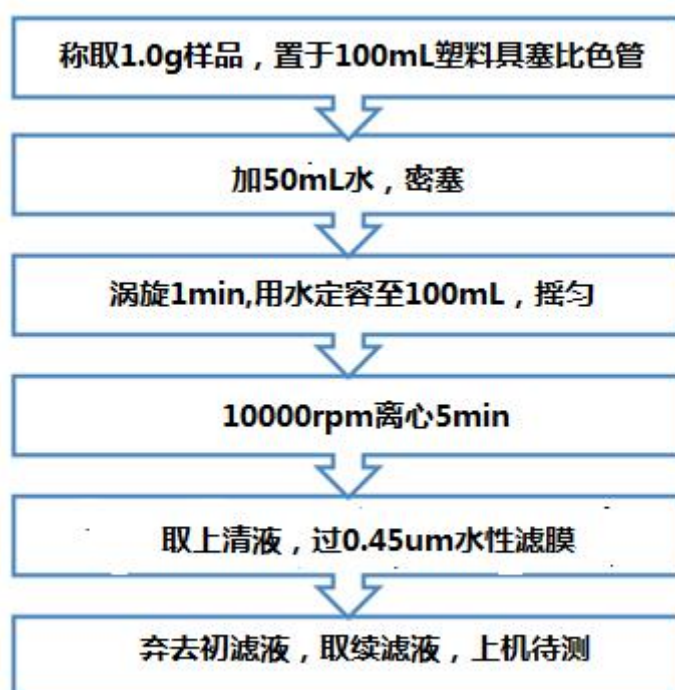 称取1.0g样品，置于100mL塑料具塞比色管
加50mL水，密塞
涡旋1min,用水定容至100mL，摇匀
10000rpm离心5min
取上清液，过0.45um水性滤膜
弃去初滤液，取续滤液，上机待测